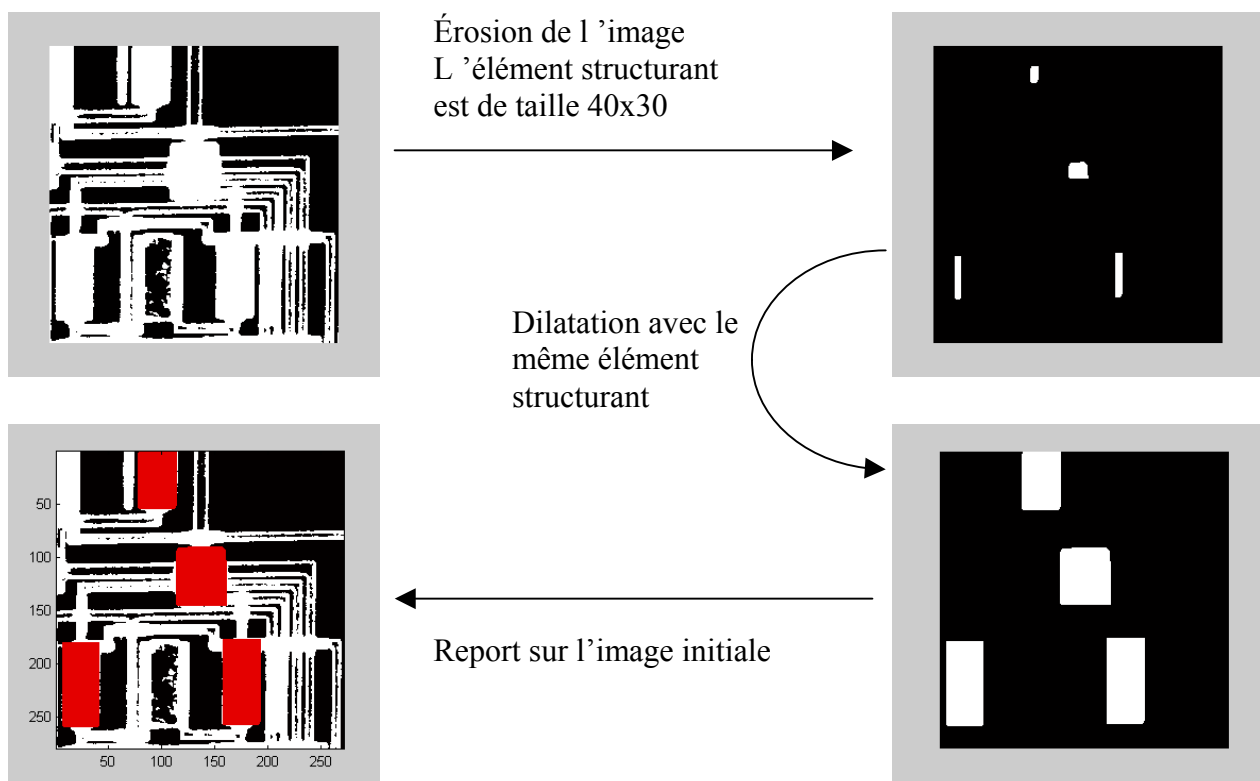 Érosion de l ’image
L ’élément structurant
est de taille 40x30
Dilatation avec le
même élément
structurant
Report sur l’image initiale
50
100
150
200
250
50 100 150 200 250